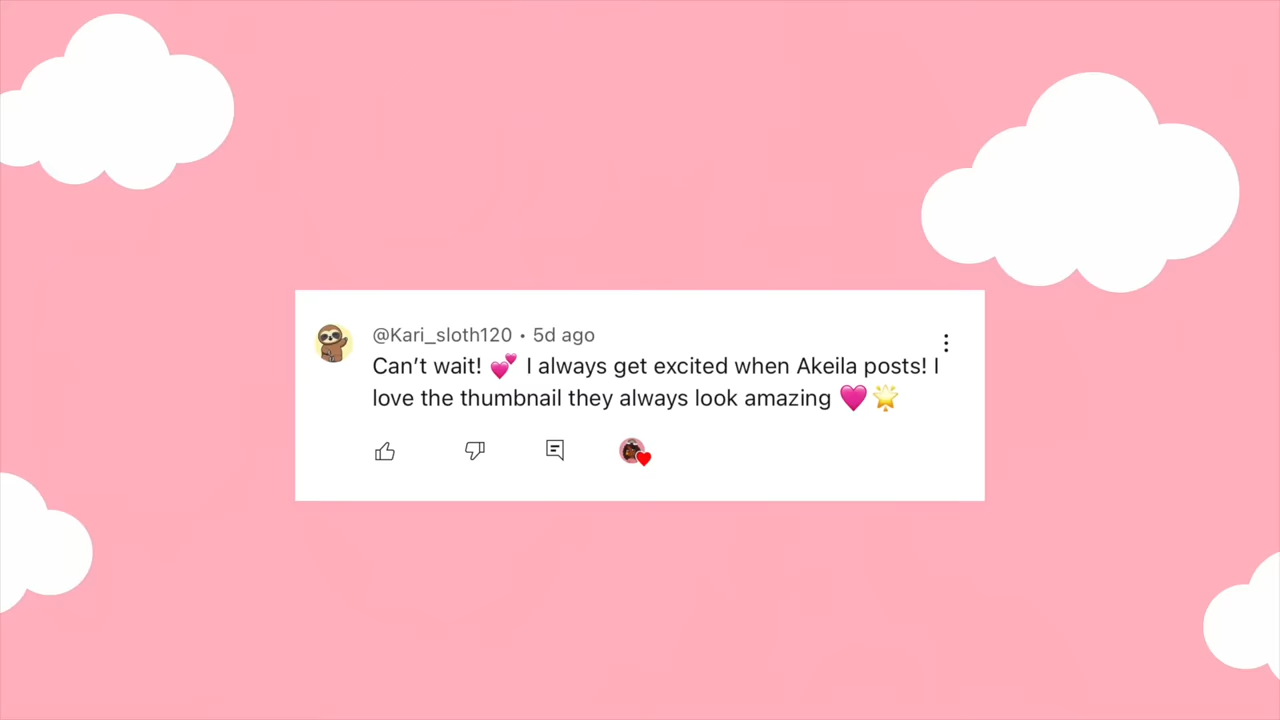 @Kari_sloth120 • 5d ago
Can’t wait! 💕 I always get excited when Akeila posts! I
love the thumbnail they always look amazing 🩷🌟